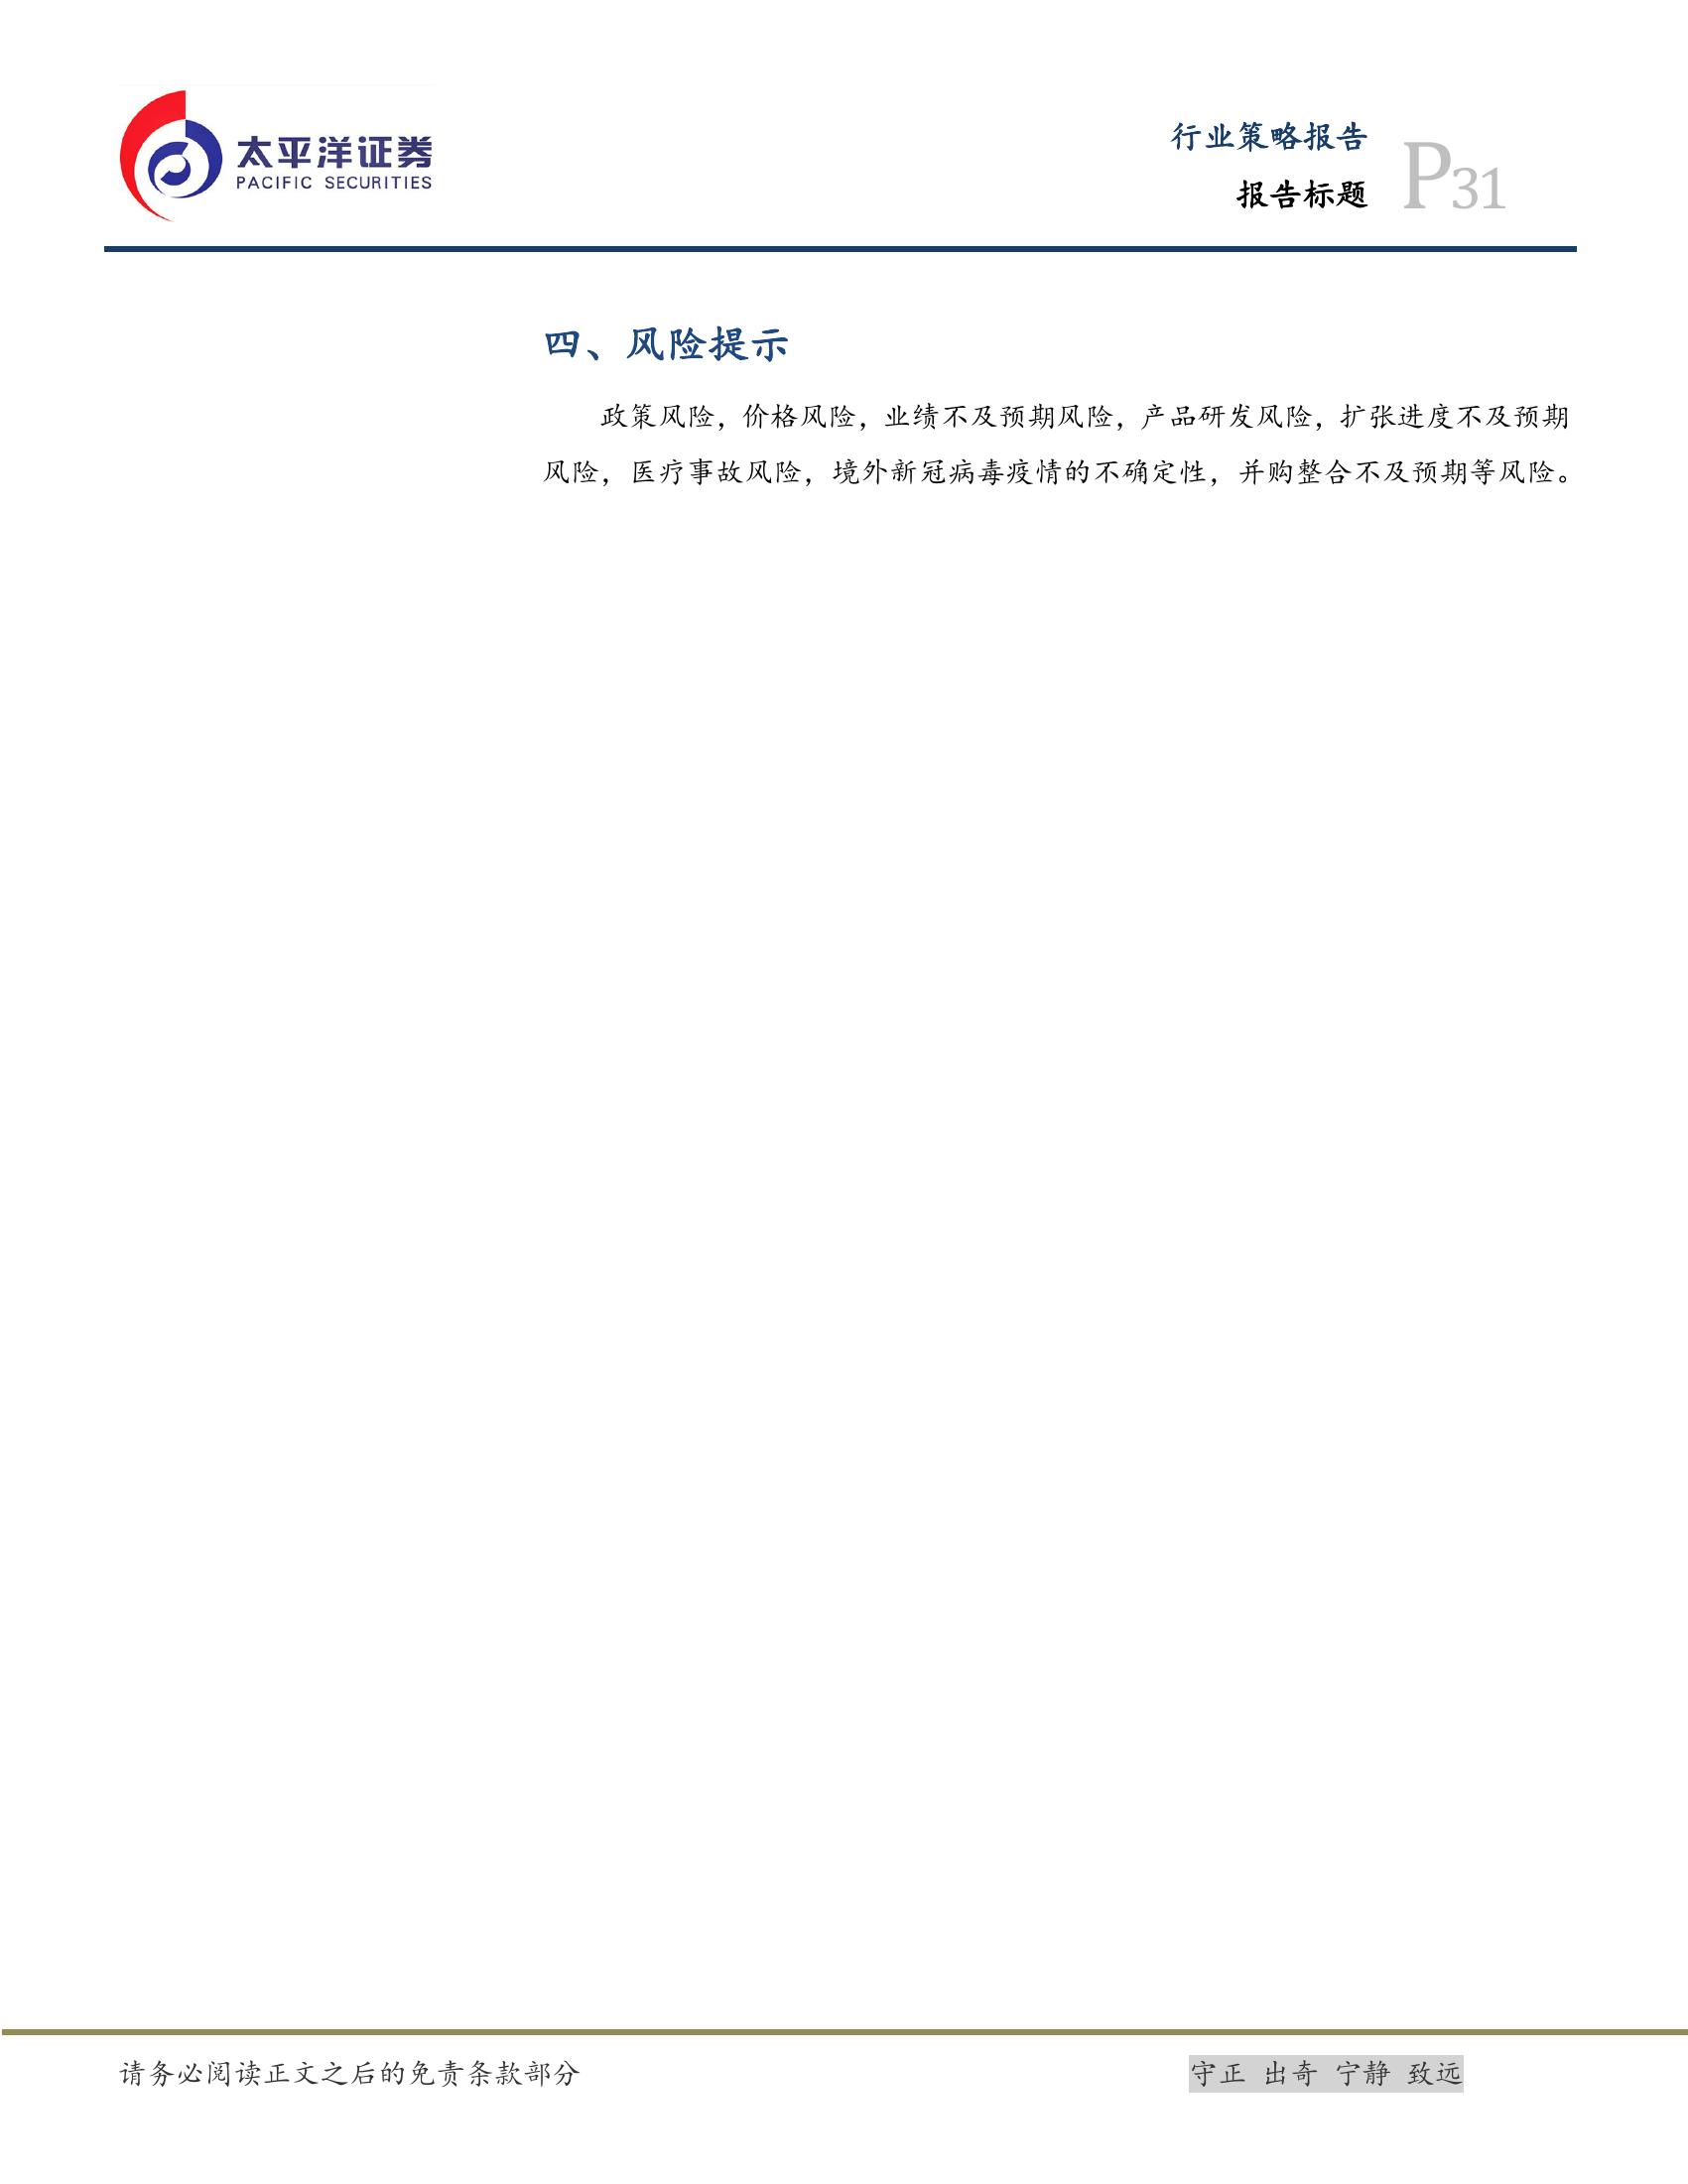 太平洋证券
PACIFIC SECURITIES
行业策略报告
报告标题
P31
四、风险提示
政策风险，价格风险，业绩不及预期风险，产品研发风险，扩张进度不及预期
风险，医疗事故风险，境外新冠病毒疫情的不确定性，并购整合不及预期等风险。
请务必阅读正文之后的免责条款部分
守正 出奇 宁静 致远